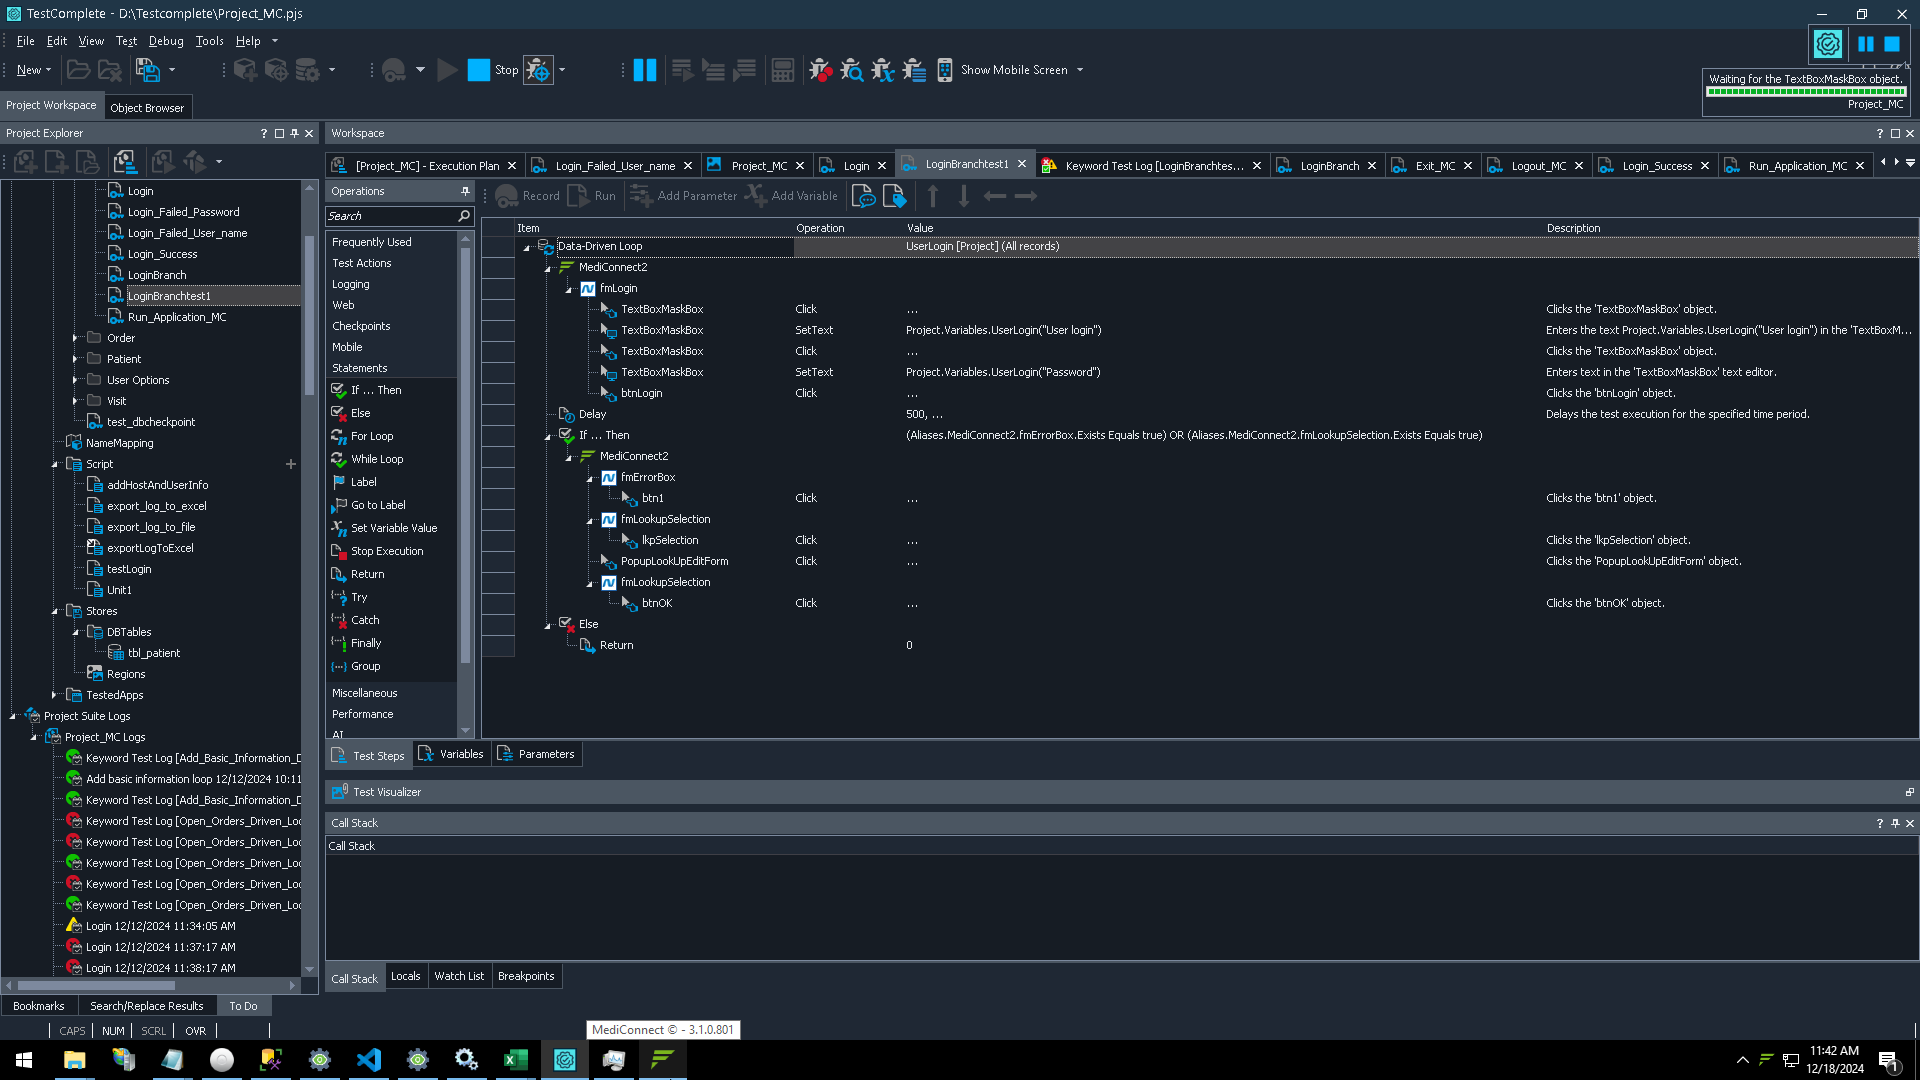 TestComplete - D:\Testcomplete\Project_MC.pjs
File Edit View Test Debug Tools Help
New Stop Show Mobile Screen
Waiting for the TextBoxMaskBox object.
Project_MC
Project Workspace Object Browser
Project Explorer
Login
Login_Failed_Password
Login_Failed_User_name
Login_Success
LoginBranch
LoginBranchtest1
Run_Application_MC
Order
Patient
User Options
Visit
test_dbcheckpoint
NameMapping
Script
addHostAndUserInfo
export_log_to_excel
export_log_to_file
exportLogToExcel
testLogin
Unit1
Stores
DBTables
tbl_patient
Regions
TestedApps
Project Suite Logs
Project_MC Logs
Keyword Test Log [Add_Basic_Information_D
Add basic information loop 12/12/2024 10:11
Keyword Test Log [Add_Basic_Information_D
Keyword Test Log [Open_Orders_Driven_Loo
Keyword Test Log [Open_Orders_Driven_Loo
Keyword Test Log [Open_Orders_Driven_Loo
Keyword Test Log [Open_Orders_Driven_Loo
Keyword Test Log [Open_Orders_Driven_Loo
Login 12/12/2024 11:34:05 AM
Login 12/12/2024 11:37:17 AM
Login 12/12/2024 11:38:17 AM
Bookmarks Search/Replace Results To Do
CAPS NUM SCRL OVR
Workspace
[Project_MC] - Execution Plan Login_Failed_User_name Project_MC Login LoginBranchtest1 Keyword Test Log [LoginBranchtes... LoginBranch Exit_MC Logout_MC Login_Success Run_Application_MC
Operations
Search
Frequently Used
Test Actions
Logging
Web
Checkpoints
Mobile
Statements
If ... Then
Else
For Loop
While Loop
Label
Go to Label
Set Variable Value
Stop Execution
Return
Try
Catch
Finally
Group
Miscellaneous
Performance
AI
Record Run Add Parameter Add Variable
Item Operation Value Description
Data-Driven Loop UserLogin [Project] (All records)
MediConnect2
fmLogin
TextBoxMaskBox Click ... Clicks the 'TextBoxMaskBox' object.
TextBoxMaskBox SetText Project.Variables.UserLogin("User login") Enters the text Project.Variables.UserLogin("User login") in the 'TextBoxM...
TextBoxMaskBox Click ... Clicks the 'TextBoxMaskBox' object.
TextBoxMaskBox SetText Project.Variables.UserLogin("Password") Enters text in the 'TextBoxMaskBox' text editor.
btnLogin Click ... Clicks the 'btnLogin' object.
Delay 500, ... Delays the test execution for the specified time period.
If ... Then (Aliases.MediConnect2.fmErrorBox.Exists Equals true) OR (Aliases.MediConnect2.fmLookupSelection.Exists Equals true)
MediConnect2
fmErrorBox
btn1 Click ... Clicks the 'btn1' object.
fmLookupSelection
lkpSelection Click ... Clicks the 'lkpSelection' object.
PopupLookUpEditForm Click ... Clicks the 'PopupLookUpEditForm' object.
fmLookupSelection
btnOK Click ... Clicks the 'btnOK' object.
Else
Return 0
Test Steps Variables Parameters
Test Visualizer
Call Stack
Call Stack
Call Stack Locals Watch List Breakpoints
MediConnect © - 3.1.0.801
11:42 AM
12/18/2024
1